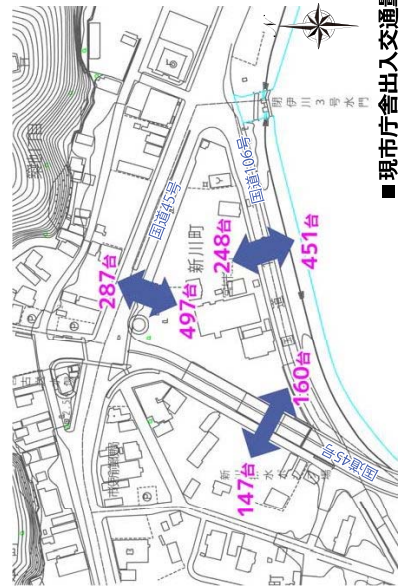 287台
国道45号
497台
新川町
248台
国道106号
451台
閉伊川3号水門
160台
147台
国道45号
■現市庁舎出入交通量